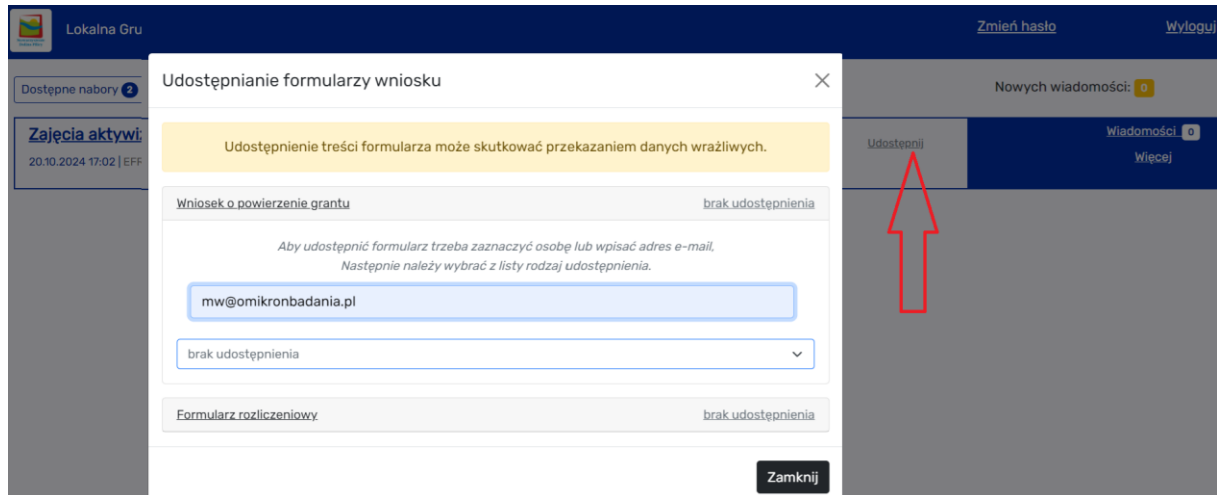 Lokalna Gru
Zmień hasło
Wyloguj
Dostępne nabory 2
Nowych wiadomości: 0
Zajęcia aktywi
20.10.2024 17:02 | EFF
Udostępnij
Wiadomości 0
Więcej
Udostępnianie formularzy wniosku
Udostępnienie treści formularza może skutkować przekazaniem danych wrażliwych.
Wniosek o powierzenie grantu
brak udostępnienia
Aby udostępnić formularz trzeba zaznaczyć osobę lub wpisać adres e-mail.
Następnie należy wybrać z listy rodzaj udostępnienia.
mw@omikronbadania.pl
brak udostępnienia
Formularz rozliczeniowy
brak udostępnienia
Zamknij